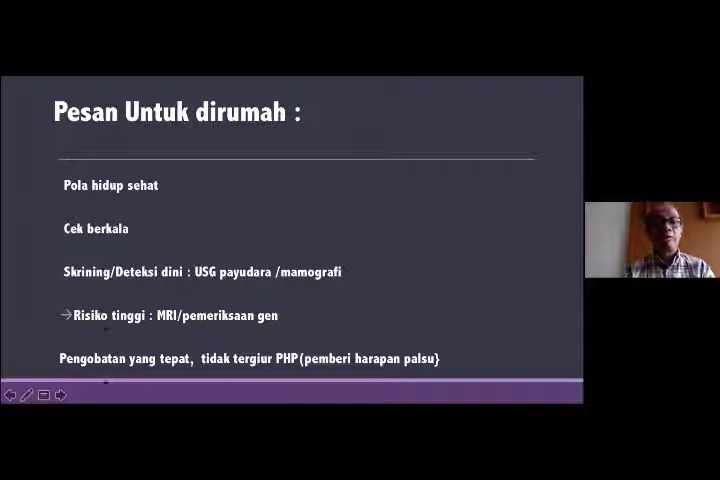 Pesan Untuk dirumah :
Pola hidup sehat
Cek berkala
Skrining/Deteksi dini : USG payudara /mamografi
→Risiko tinggi : MRI/pemeriksaan gen
Pengobatan yang tepat, tidak tergiur PHP(pemberi harapan palsu}